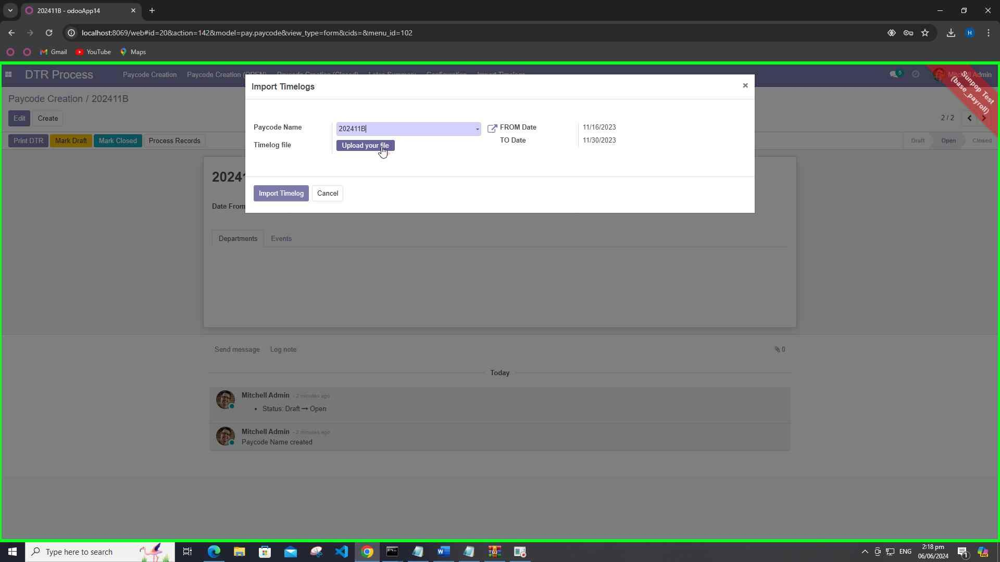 202411B - odooApp14
localhost:8069/web#id=20&action=142&model=pay.paycode&view_type=form&cids=&menu_id=102
H
Gmail
YouTube
Maps
DTR Process
Paycode Creation
Paycode Creation (OPEN)
Paycode Creation (Closed)
Lates Summary
Configuration
Import Timelogs
5
Mitchell Admin
Sunpop Test
(base_payroll)
Paycode Creation / 202411B
Edit
Create
2 / 2
Print DTR
Mark Draft
Mark Closed
Process Records
Draft
Open
Closed
Import Timelogs
Paycode Name
202411B
FROM Date
11/16/2023
TO Date
11/30/2023
Timelog file
Upload your file
Import Timelog
Cancel
20241
Date From
Departments
Events
Send message
Log note
0
Today
Mitchell Admin - 2 minutes ago
• Status: Draft → Open
Mitchell Admin - 2 minutes ago
Paycode Name created
Type here to search
ENG
2:18 pm
06/06/2024
1